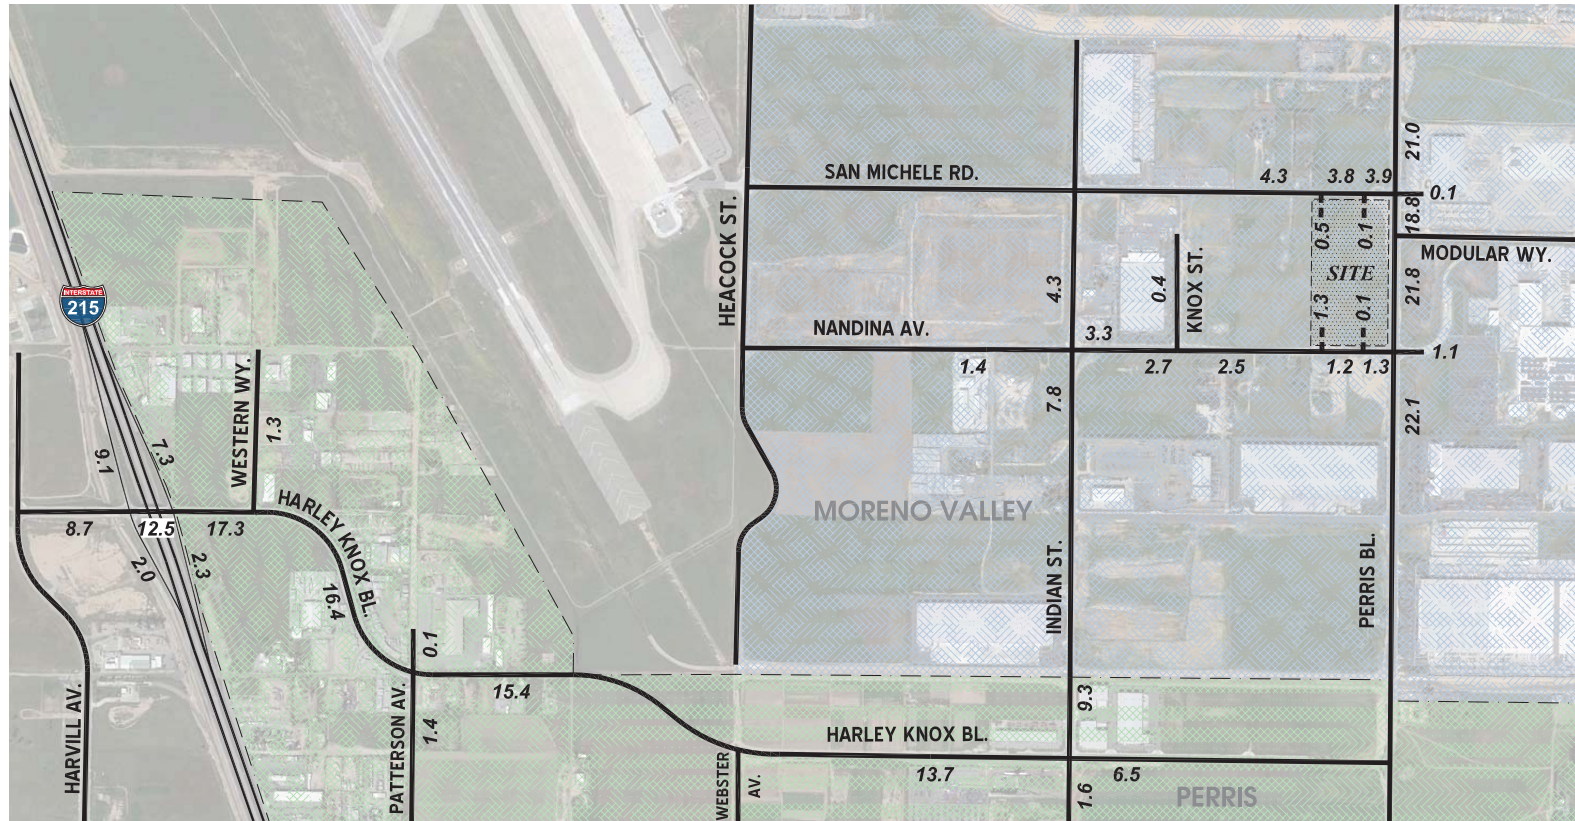 SAN MICHELE RD.
4.3 3.8 3.9
21.0
0.1
18.8
HEACOCK ST.
MODULAR WY.
0.5
0.1
SITE
21.8
INTERSTATE
215
4.3
0.4
KNOX ST.
1.3
0.1
NANDINA AV.
3.3
1.1
1.4
2.7
2.5
1.2 1.3
7.8
22.1
WESTERN WY.
1.3
9.1
7.3
HARLEY KNOX BL.
MORENO VALLEY
8.7
12.5
17.3
2.0
2.3
16.4
INDIAN ST.
PERRIS BL.
0.1
15.4
HARVILL AV.
PATTERSON AV.
1.4
9.3
HARLEY KNOX BL.
WEBSTER
AV.
13.7
6.5
1.6
PERRIS